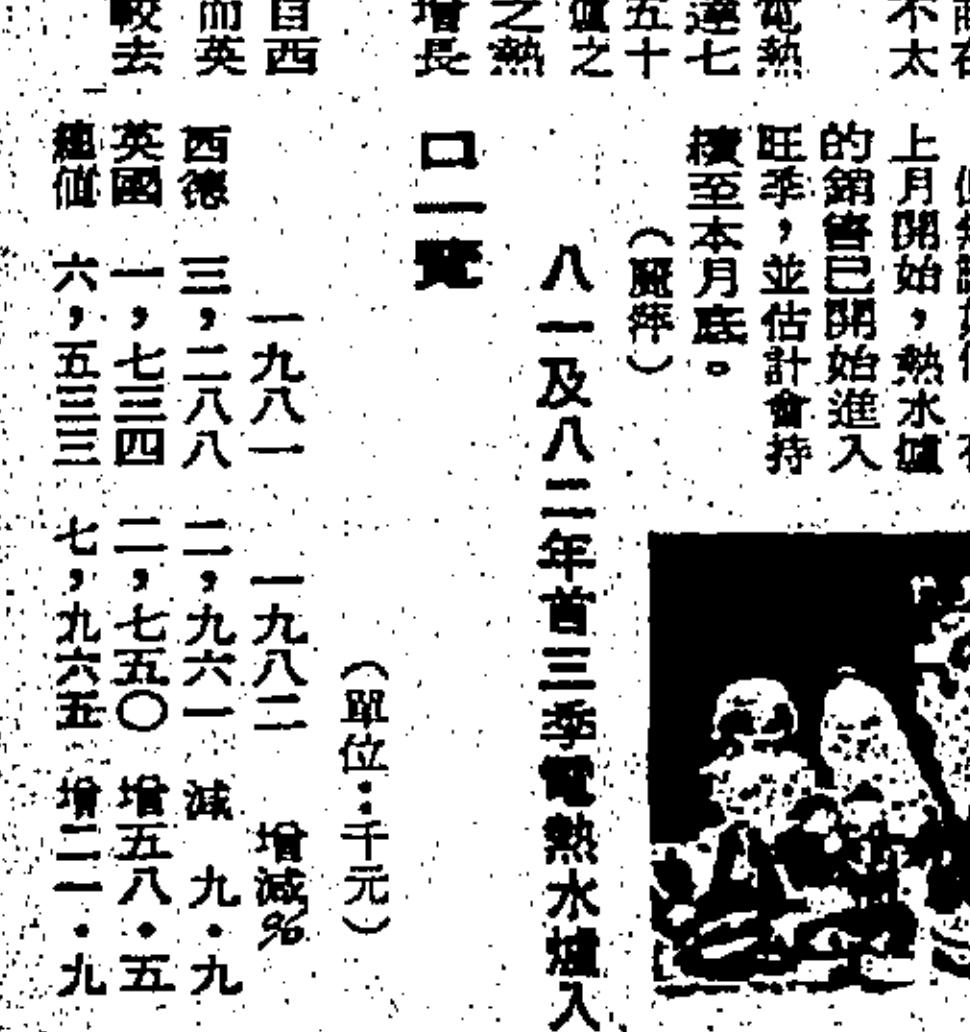 不太
電熱
達七
五十
爐之
之熱
增長
自西
而英
較去
上月開始，熱水爐
的銷售已開始進入
旺季，並估計會持
續至本月底。
（麗萍）
八一及八二年首三季電熱水爐入
口一覽
（單位：千元）
一九八一 一九八二 增減%
西德 三，二八八 二，九六一 減 九．九
英國 一，七三四 二，七五〇 增五八．五
總值 六，五三三 七，九六五 增二一．九